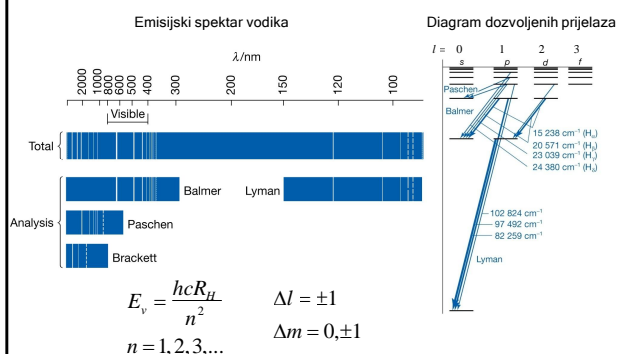 Emisijski spektar vodika
λ/nm
2000 1000 800 600 500 400 300 200 150 120 100
Visible
Total
Balmer Lyman
Analysis
Paschen
Brackett
E_v = hcR_H / n²
n = 1,2,3,...
Δl = ±1
Δm = 0,±1
Diagram dozvoljenih prijelaza
l = 0 1 2 3
s p d f
Paschen
Balmer
15 238 cm⁻¹ (Hα)
20 571 cm⁻¹ (Hβ)
23 039 cm⁻¹ (Hγ)
24 380 cm⁻¹ (Hδ)
102 824 cm⁻¹
97 492 cm⁻¹
82 259 cm⁻¹
Lyman